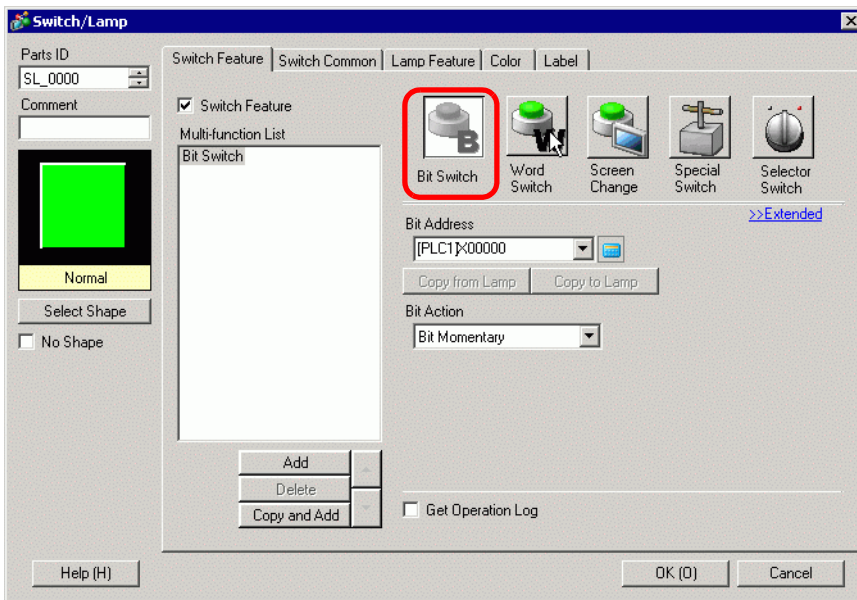 Switch/Lamp
Parts ID
SL_0000
Comment
Normal
Select Shape
No Shape
Switch Feature
Switch Common
Lamp Feature
Color
Label
Switch Feature
Multi-function List
Bit Switch
Add
Delete
Copy and Add
B
Bit Switch
W
Word
Switch
Screen
Change
Special
Switch
Selector
Switch
>>Extended
Bit Address
[PLC1]X00000
Copy from Lamp
Copy to Lamp
Bit Action
Bit Momentary
Get Operation Log
Help (H)
OK (O)
Cancel